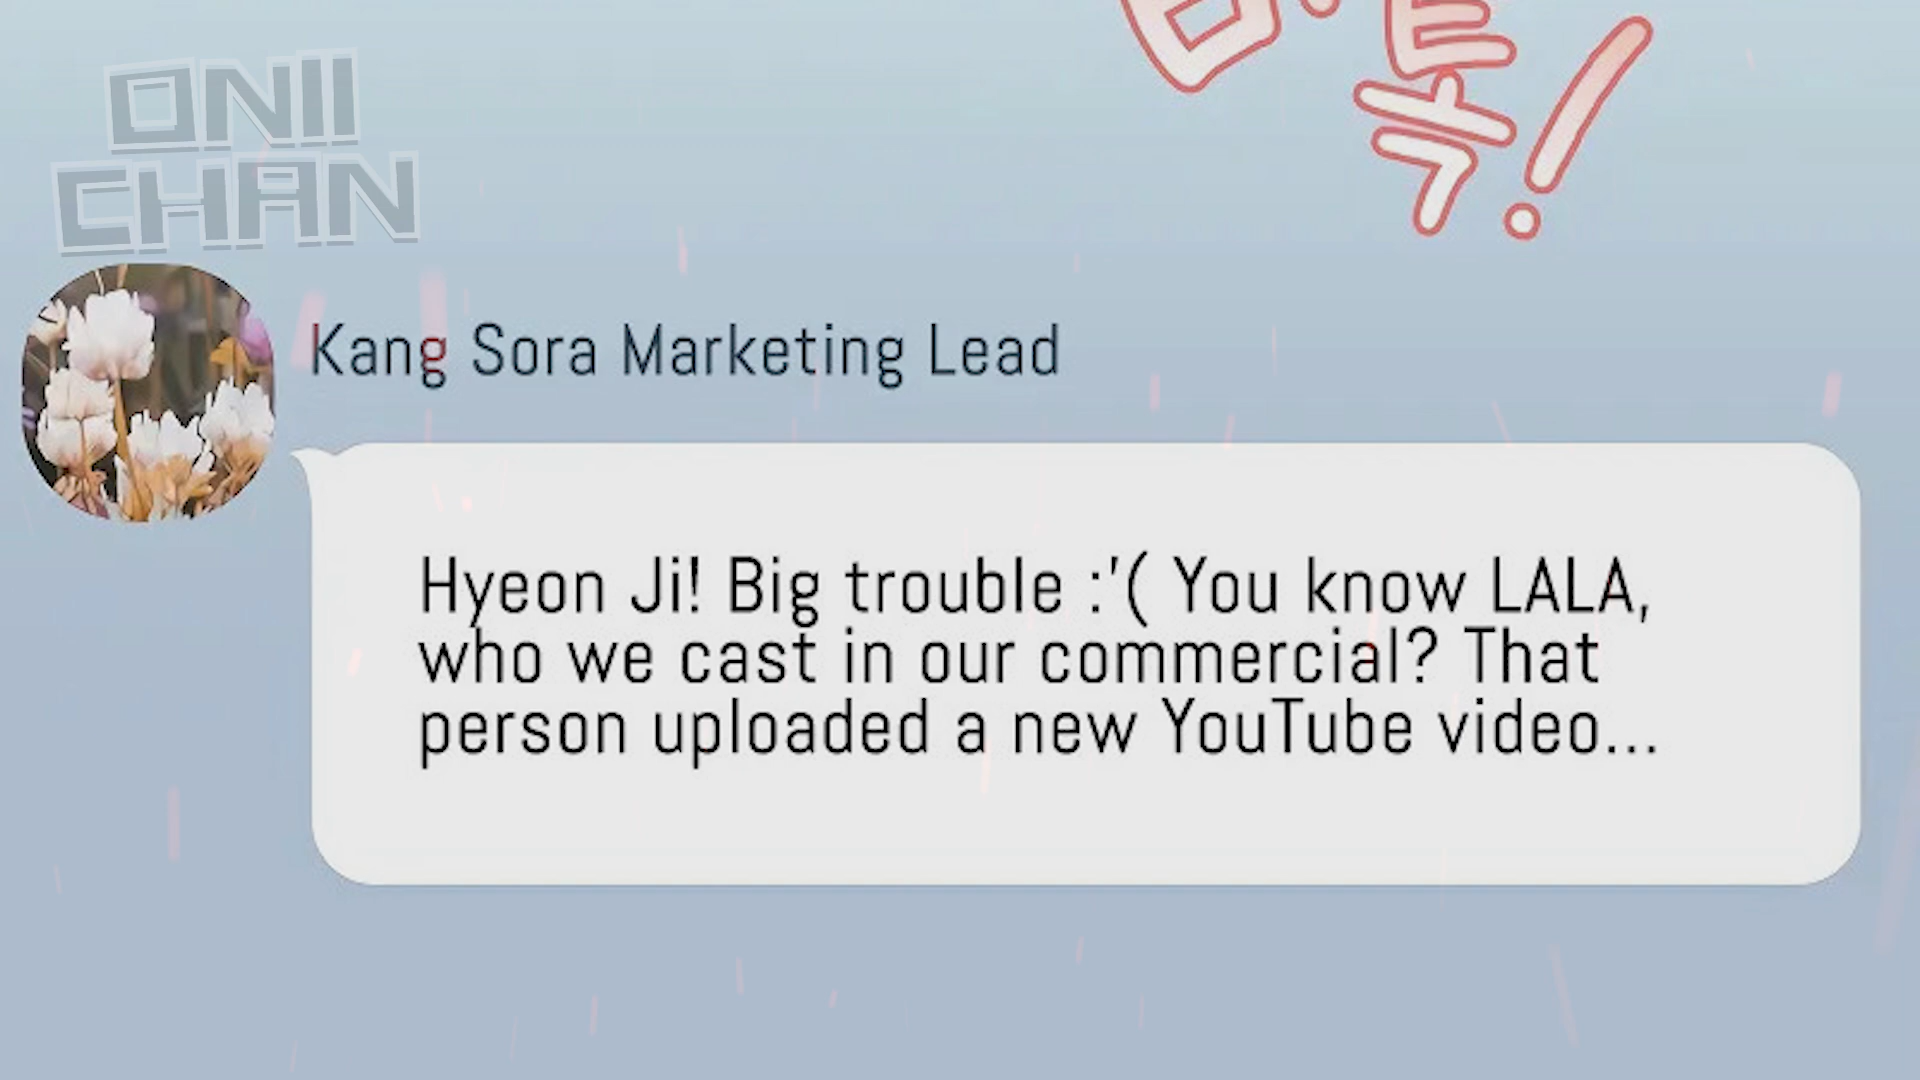 톡!
ONII
CHAN
Kang Sora Marketing Lead
Hyeon Ji! Big trouble :'( You know LALA,
who we cast in our commercial? That
person uploaded a new YouTube video...